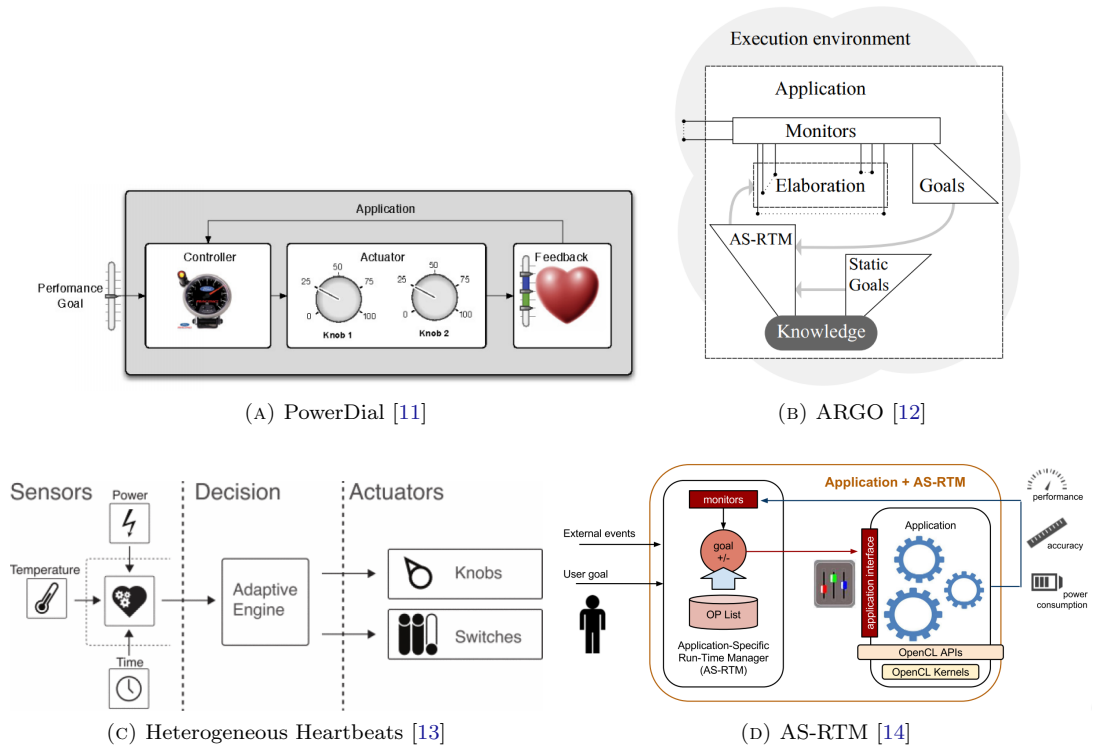 Application
Perfomance
Goal
Controller
Actuator
0
25
50
75
100
Knob 1
0
25
50
75
100
Knob 2
Feedback
(A) PowerDial [11]
Execution environment
Application
Monitors
Elaboration
Goals
AS-RTM
Static
Goals
Knowledge
(B) ARGO [12]
Sensors
Power
Temperature
Time
Decision
Adaptive
Engine
Actuators
Knobs
Switches
(C) Heterogeneous Heartbeats [13]
Application + AS-RTM
External events
User goal
monitors
goal
+/-
OP List
Application-Specific
Run-Time Manager
(AS-RTM)
application interface
Application
OpenCL APIs
OpenCL Kernels
performance
accuracy
power
consumption
(D) AS-RTM [14]